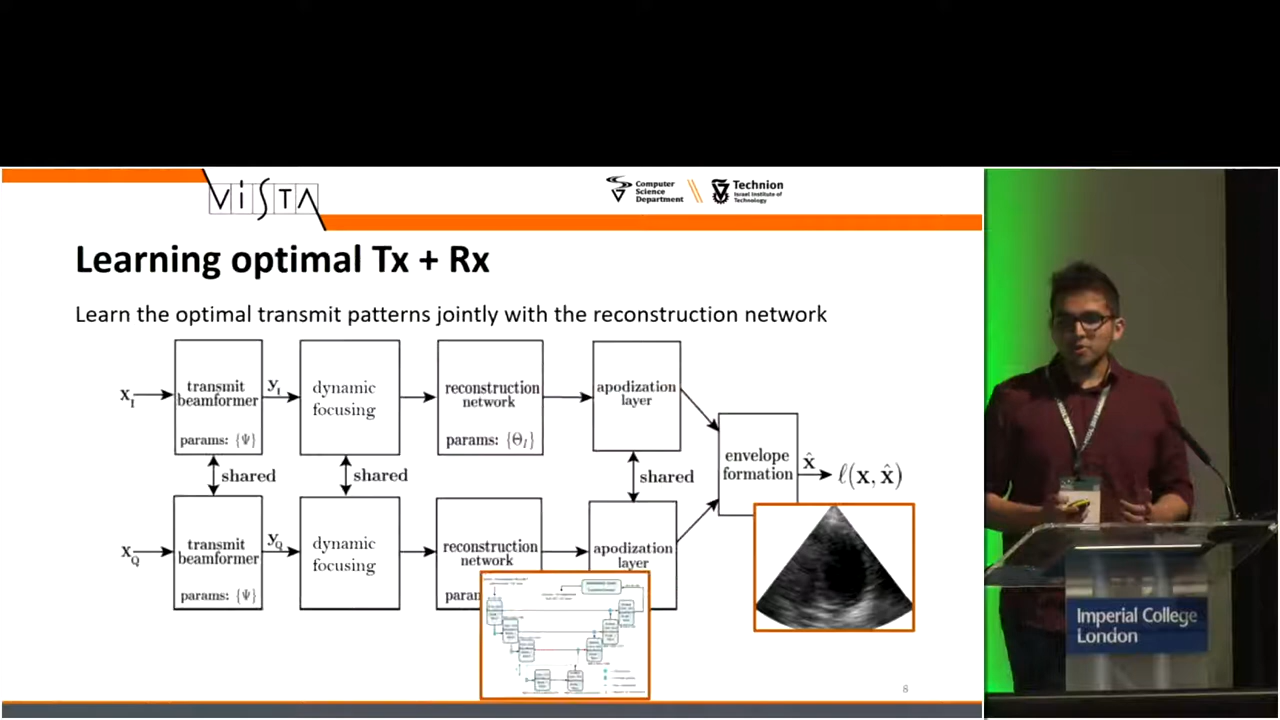 VISTA
Computer
Science
Department
Technion
Israel Institute of
Technology
Learning optimal Tx + Rx
Learn the optimal transmit patterns jointly with the reconstruction network
x_I
transmit
beamformer
params: {Ψ}
y_I
dynamic
focusing
reconstruction
network
params: {Θ_I}
apodization
layer
shared
shared
shared
envelope
formation
x̂
ℓ(x, x̂)
x_Q
transmit
beamformer
params: {Ψ}
y_Q
dynamic
focusing
reconstruction
network
param
apodization
layer
8
Imperial College
London